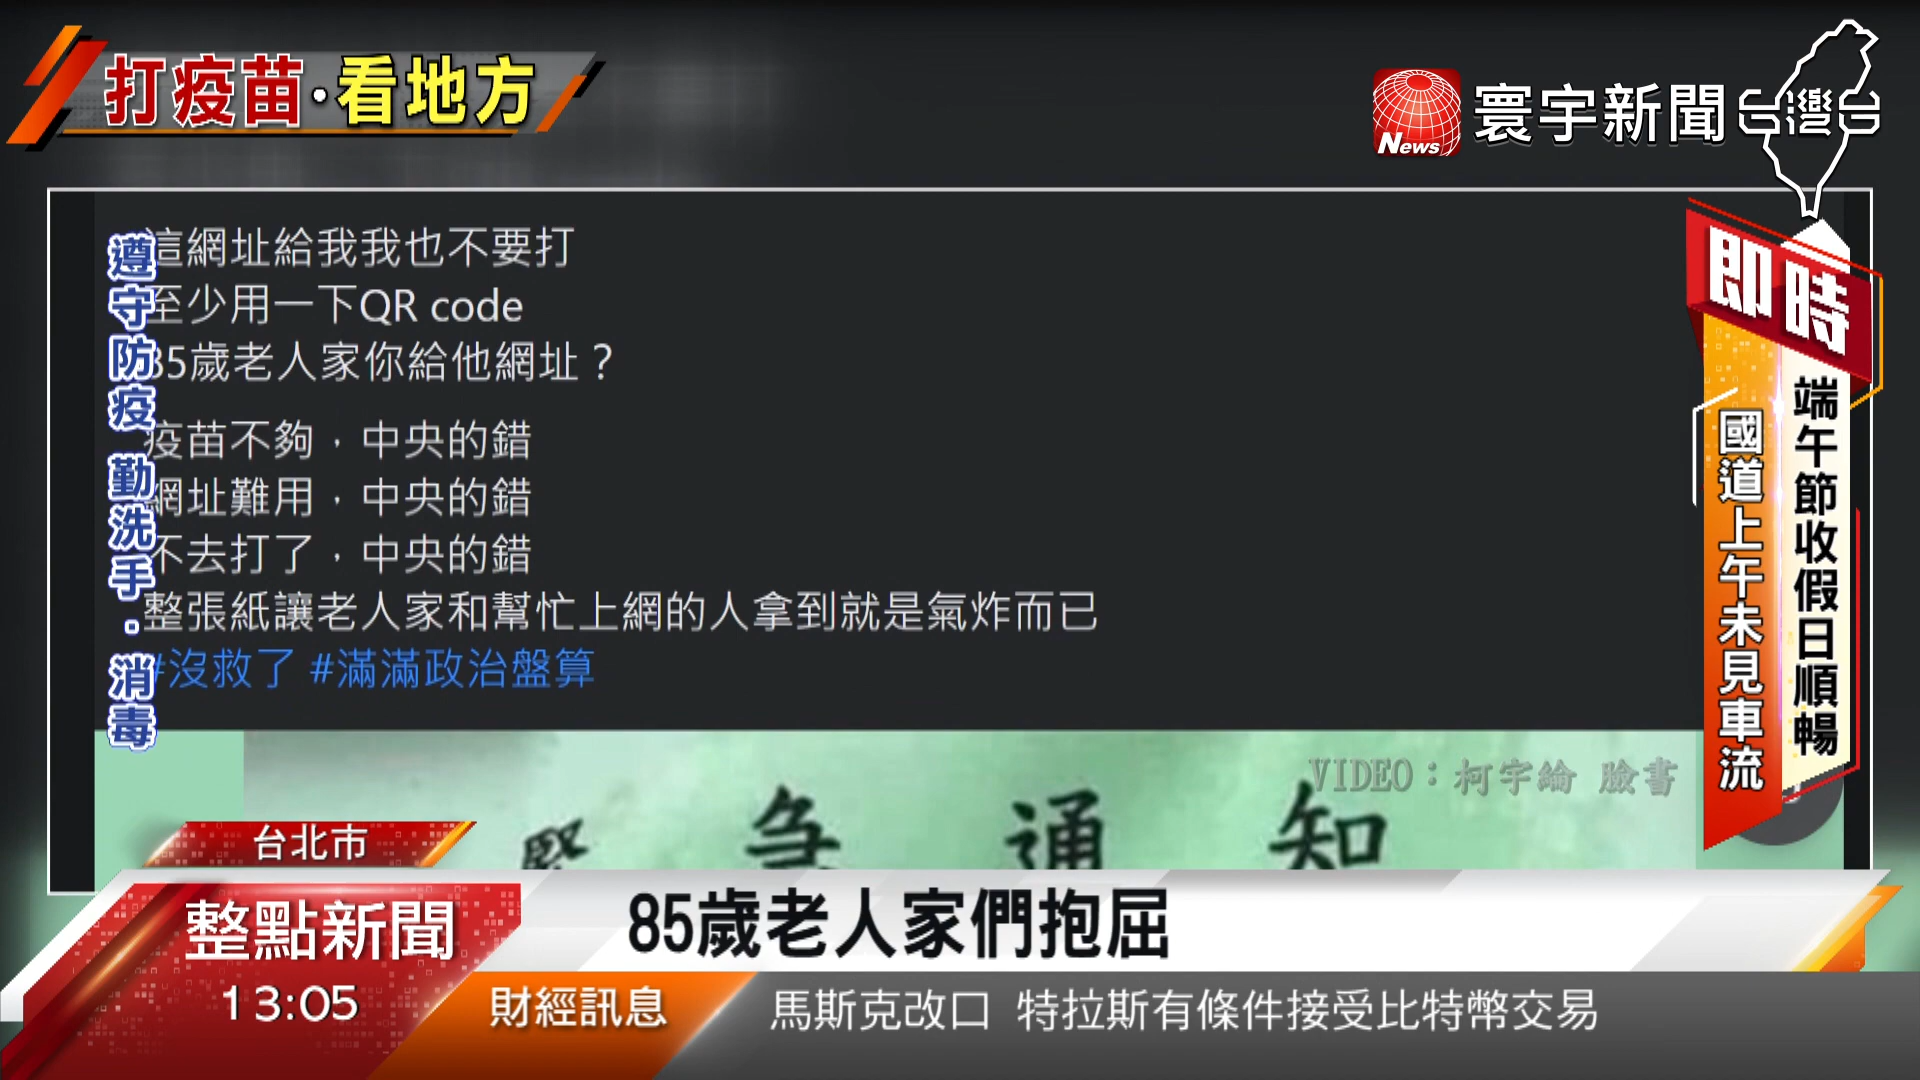 打疫苗·看地方
News 寰宇新聞 台灣台
這網址給我我也不要打
至少用一下QR code
85歲老人家你給他網址？
疫苗不夠，中央的錯
網址難用，中央的錯
不去打了，中央的錯
整張紙讓老人家和幫忙上網的人拿到就是氣炸而已
#沒救了 #滿滿政治盤算
遵守防疫 勤洗手．消毒
即時
端午節收假日順暢
國道上午未見車流
VIDEO：柯宇綸 臉書
緊急通知
台北市
整點新聞
85歲老人家們抱屈
13:05
財經訊息
馬斯克改口 特拉斯有條件接受比特幣交易